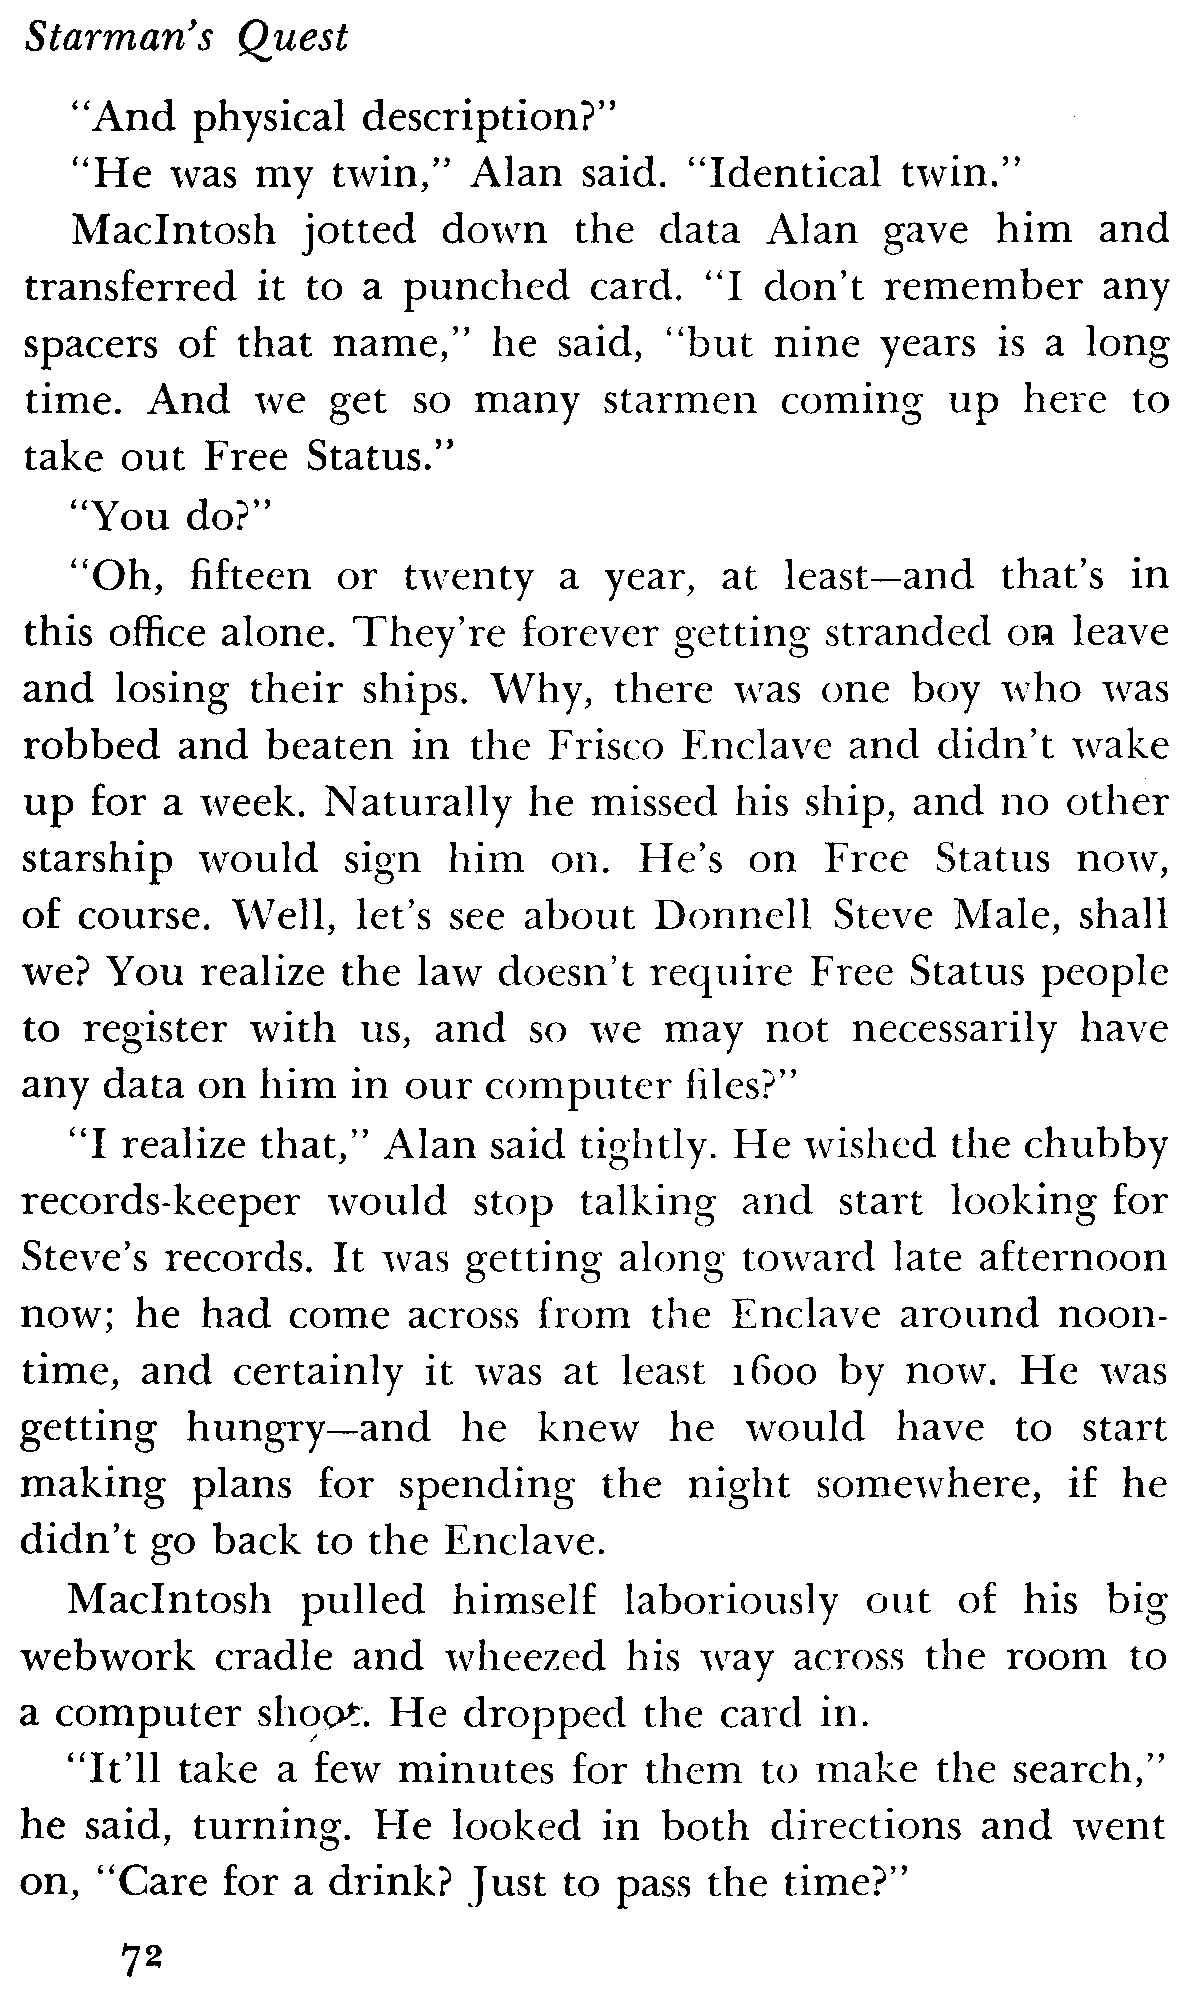 Starman's Quest
"And physical description?"
"He was my twin," Alan said. "Identical twin."
MacIntosh jotted down the data Alan gave him and
transferred it to a punched card. "I don't remember any
spacers of that name," he said, "but nine years is a long
time. And we get so many starmen coming up here to
take out Free Status."
"You do?"
"Oh, fifteen or twenty a year, at least—and that's in
this office alone. They're forever getting stranded on leave
and losing their ships. Why, there was one boy who was
robbed and beaten in the Frisco Enclave and didn't wake
up for a week. Naturally he missed his ship, and no other
starship would sign him on. He's on Free Status now,
of course. Well, let's see about Donnell Steve Male, shall
we? You realize the law doesn't require Free Status people
to register with us, and so we may not necessarily have
any data on him in our computer files?"
"I realize that," Alan said tightly. He wished the chubby
records-keeper would stop talking and start looking for
Steve's records. It was getting along toward late afternoon
now; he had come across from the Enclave around noon-
time, and certainly it was at least 1600 by now. He was
getting hungry—and he knew he would have to start
making plans for spending the night somewhere, if he
didn't go back to the Enclave.
MacIntosh pulled himself laboriously out of his big
webwork cradle and wheezed his way across the room to
a computer shoot. He dropped the card in.
"It'll take a few minutes for them to make the search,"
he said, turning. He looked in both directions and went
on, "Care for a drink? Just to pass the time?"
72